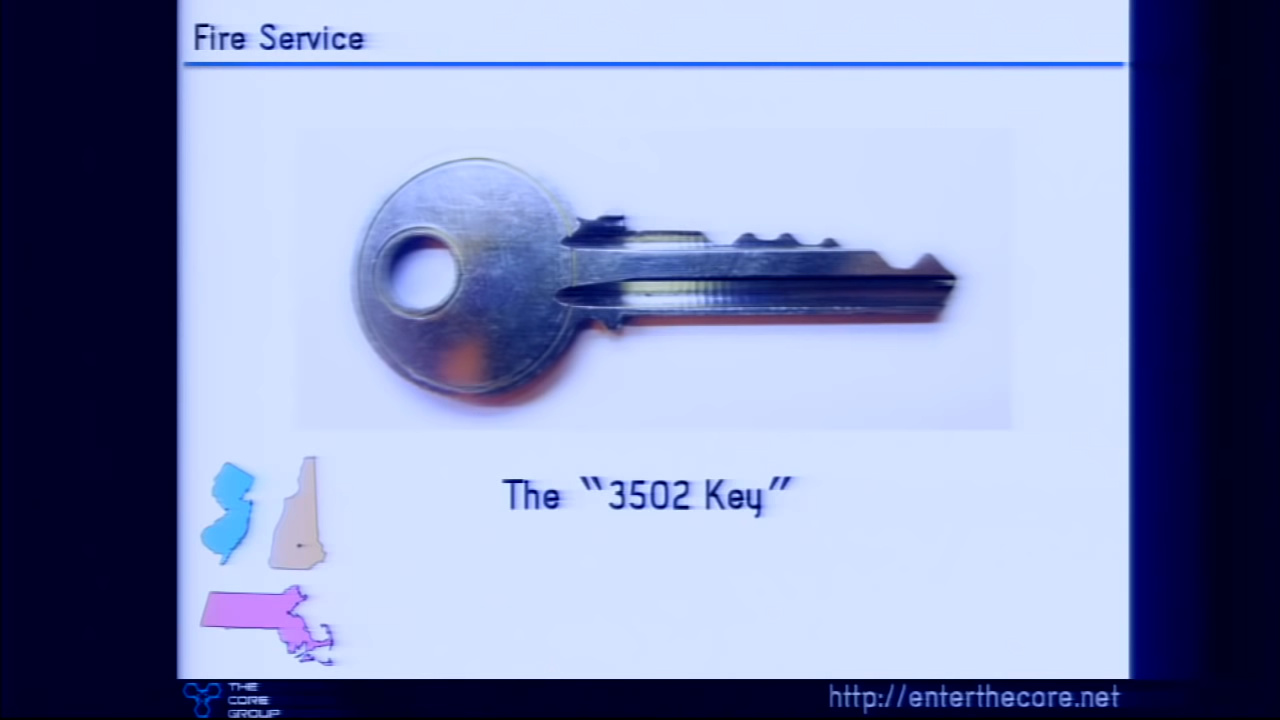 Fire Service
The “3502 Key”
THE
CORE
GROUP
http://enterthecore.net